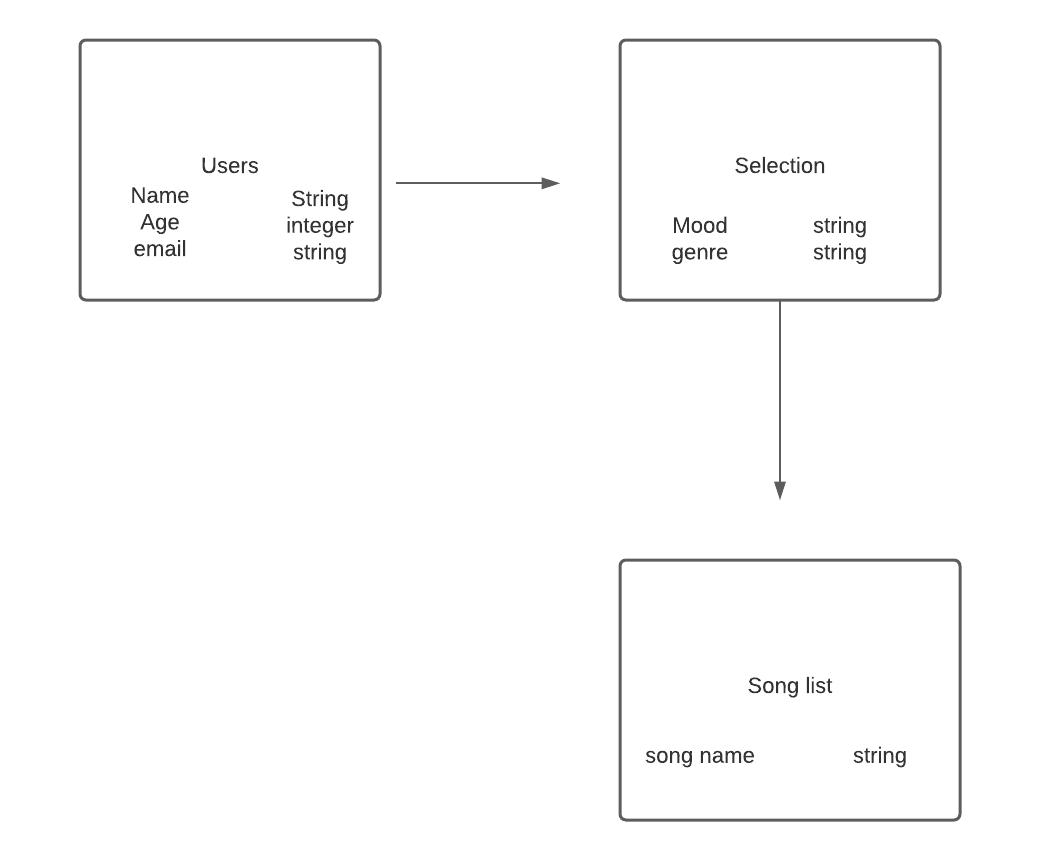 Users
Name String
Age integer
email string
Selection
Mood string
genre string
Song list
song name string